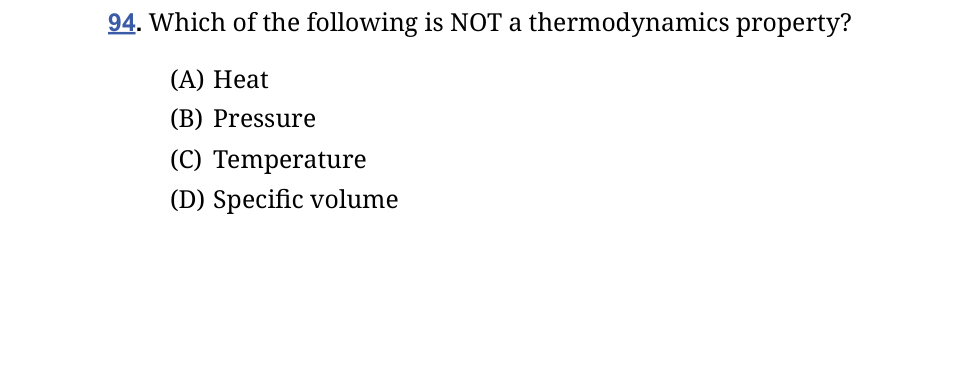 94. Which of the following is NOT a thermodynamics property?
(A) Heat
(B) Pressure
(C) Temperature
(D) Specific volume